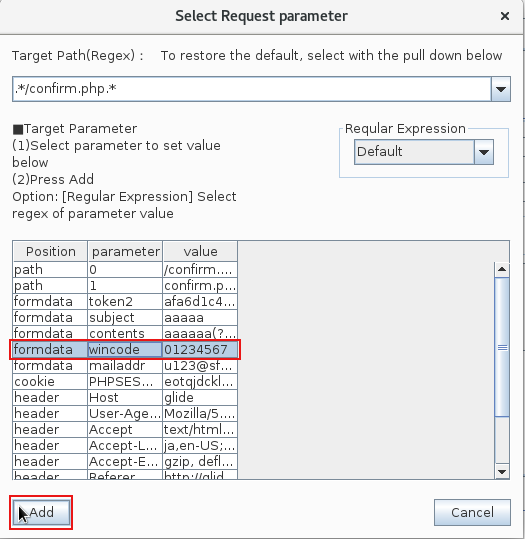 Select Request parameter
Target Path(Regex) : To restore the default, select with the pull down below
.*/confirm.php.*
■Target Parameter
(1)Select parameter to set value
below
(2)Press Add
Option: [Regular Expression] Select
regex of parameter value
Regular Expression
Default
Position parameter value
path 0 /confirm....
path 1 confirm.p...
formdata token2 afa6d1c4...
formdata subject aaaaa
formdata contents aaaaaa(?...
formdata wincode 01234567
formdata mailaddr u123@sf...
cookie PHPSES... eotqjdckl...
header Host glide
header User-Age... Mozilla/5....
header Accept text/html...
header Accept-L... ja,en-US;...
header Accept-E... gzip, defl...
header Referer http://glid...
Add
Cancel